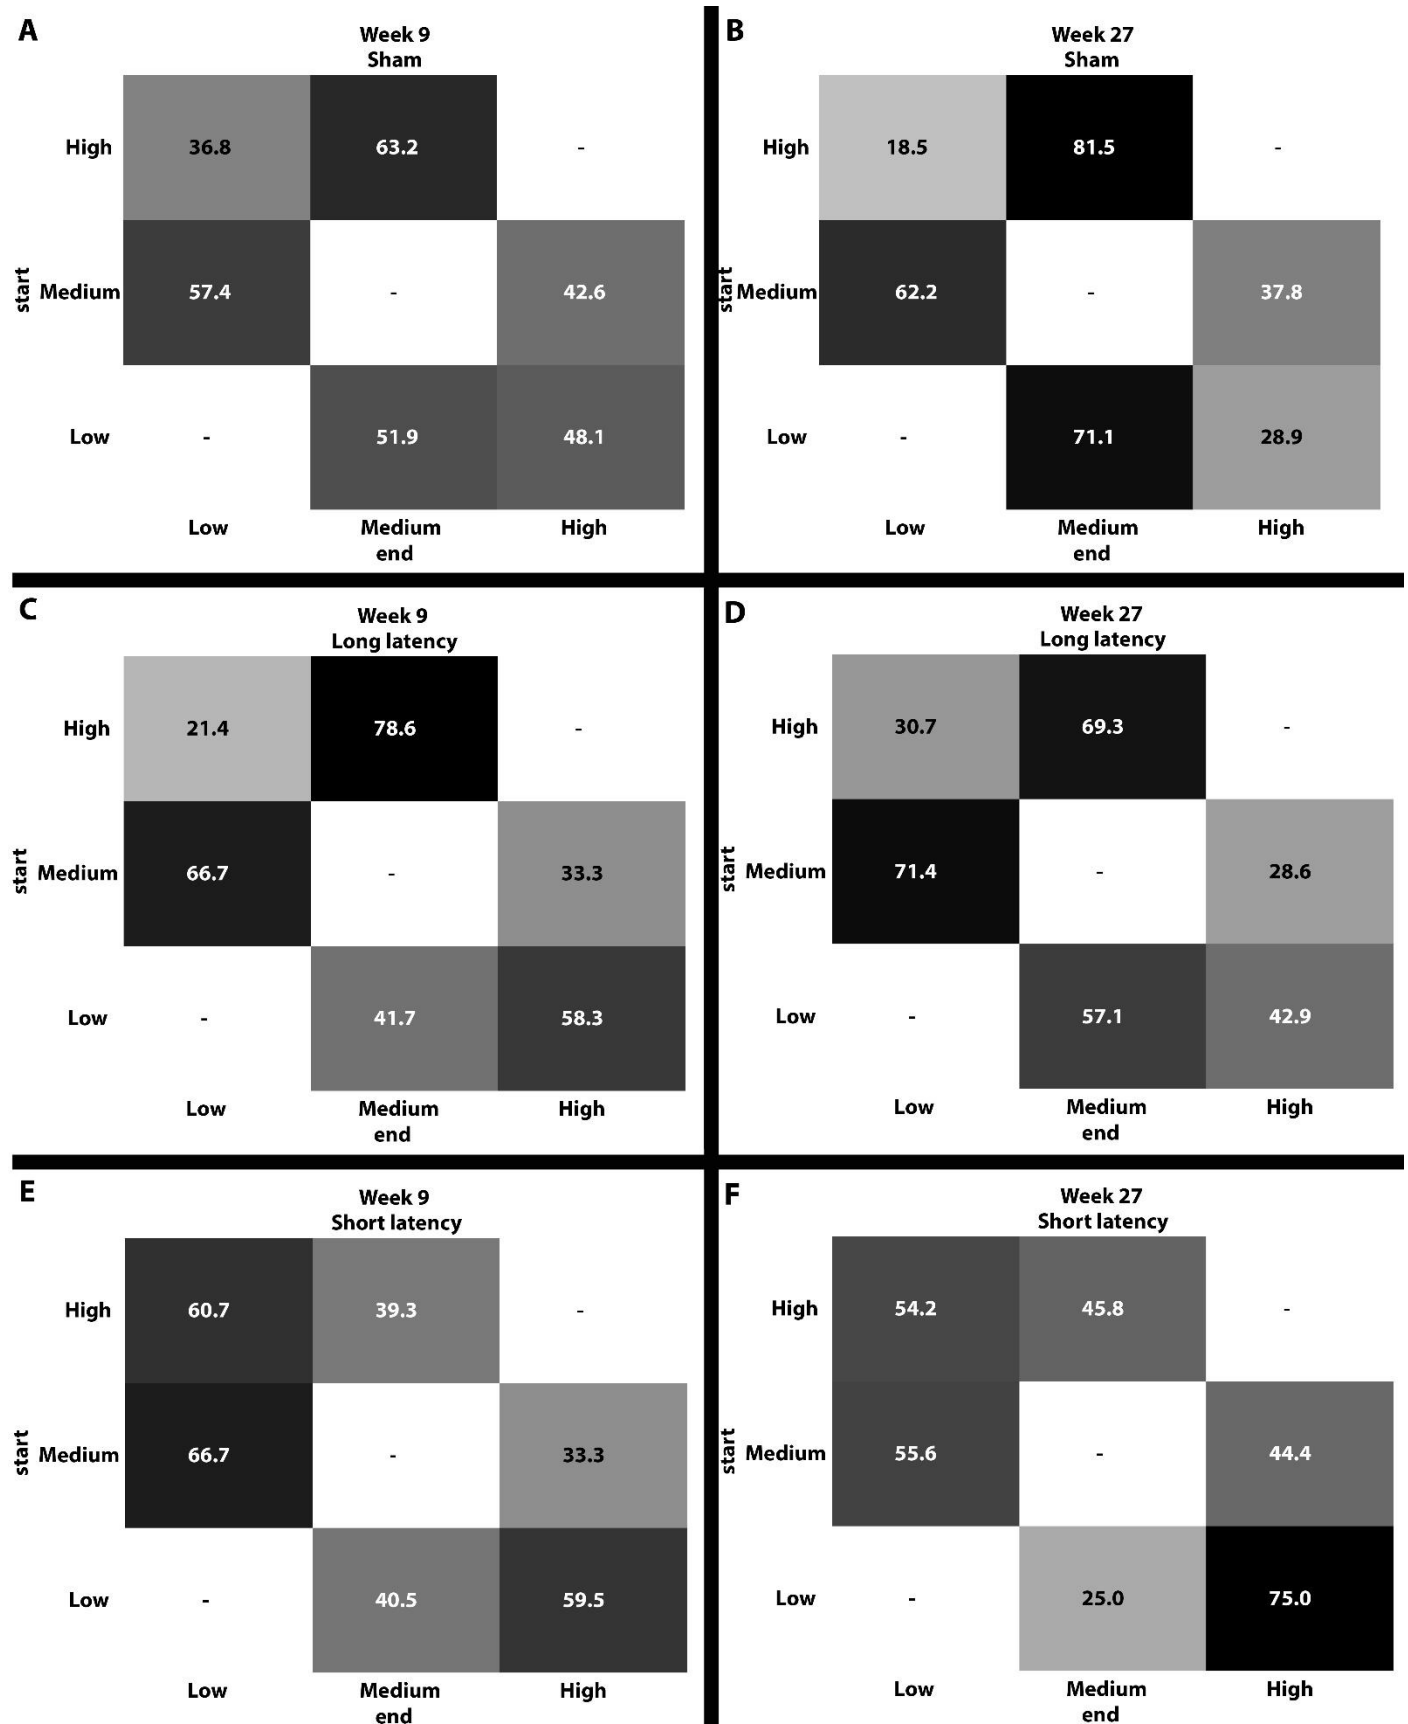 A
Week 9
Sham
High 36.8 63.2 -
start Medium 57.4 - 42.6
Low - 51.9 48.1
Low Medium High
end
B
Week 27
Sham
High 18.5 81.5 -
start Medium 62.2 - 37.8
Low - 71.1 28.9
Low Medium High
end
C
Week 9
Long latency
High 21.4 78.6 -
start Medium 66.7 - 33.3
Low - 41.7 58.3
Low Medium High
end
D
Week 27
Long latency
High 30.7 69.3 -
start Medium 71.4 - 28.6
Low - 57.1 42.9
Low Medium High
end
E
Week 9
Short latency
High 60.7 39.3 -
start Medium 66.7 - 33.3
Low - 40.5 59.5
Low Medium High
end
F
Week 27
Short latency
High 54.2 45.8 -
start Medium 55.6 - 44.4
Low - 25.0 75.0
Low Medium High
end